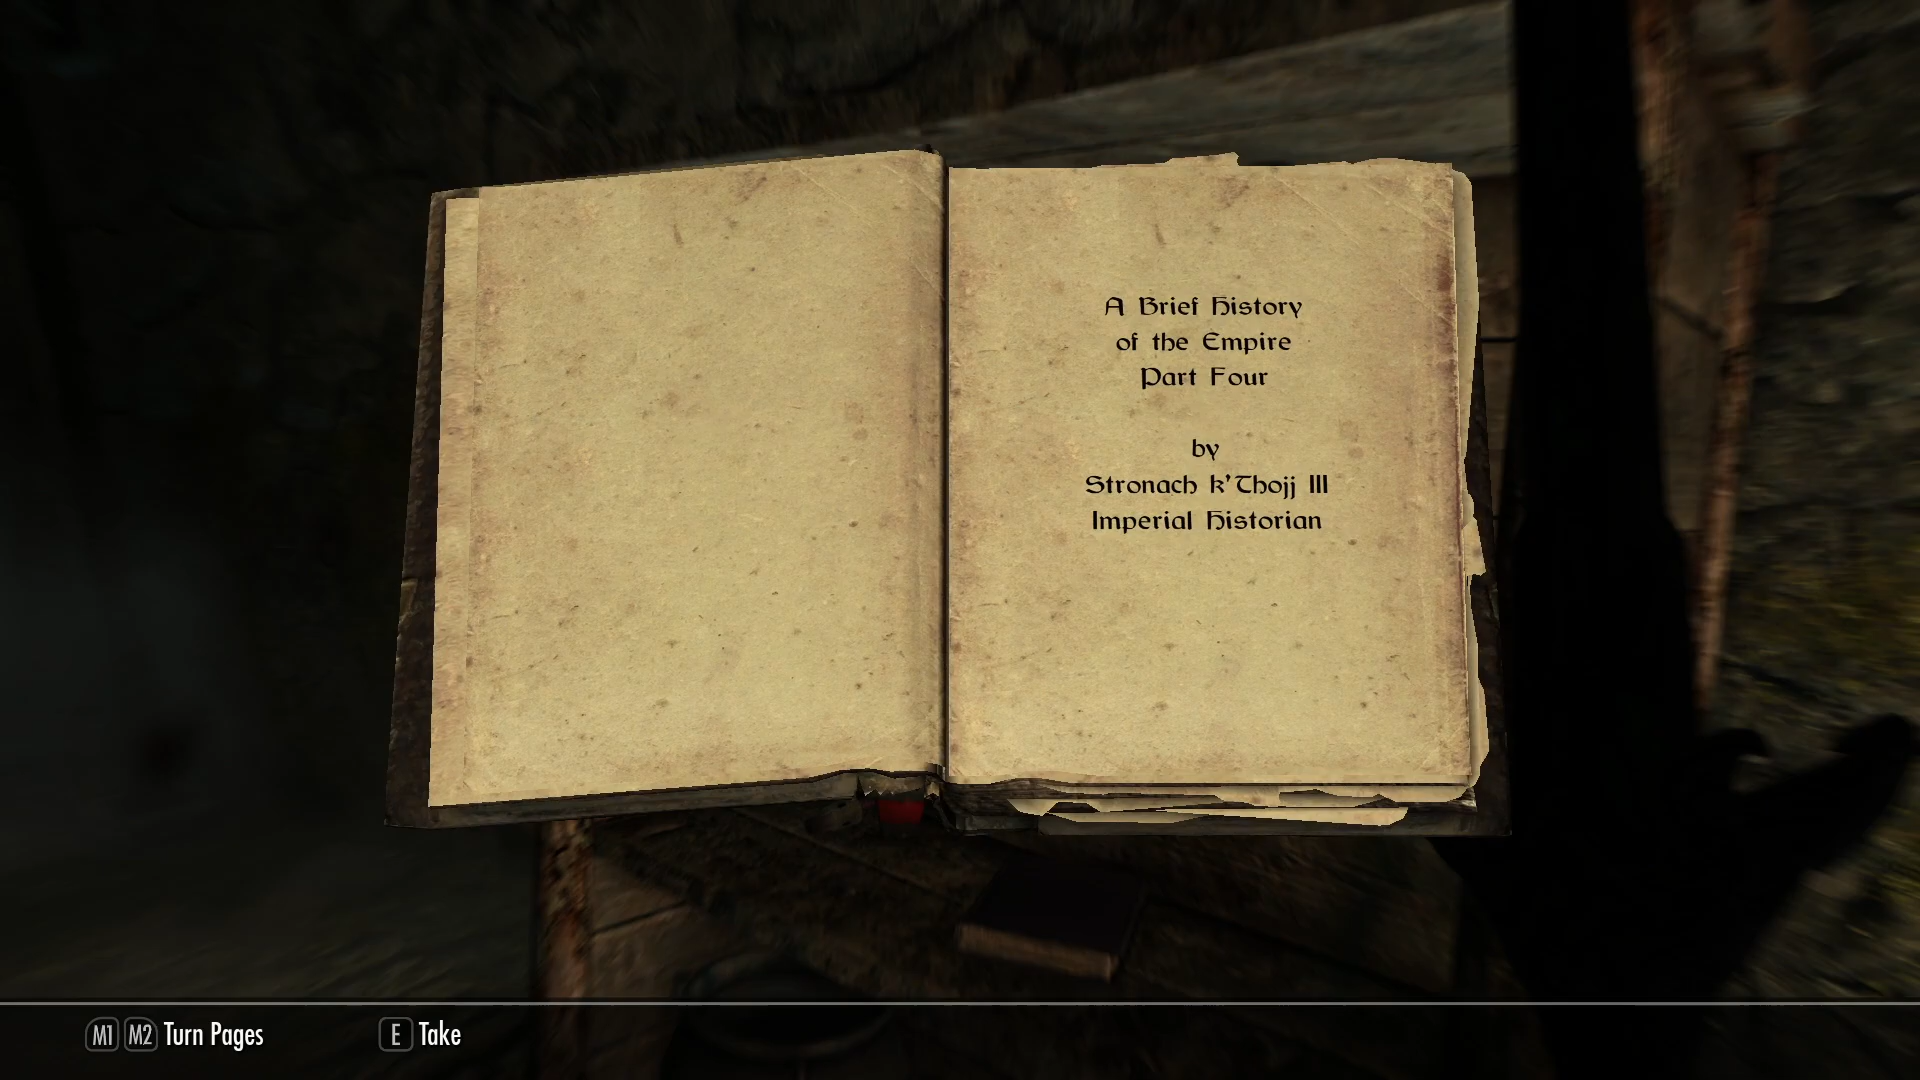 A Brief History
of the Empire
Part Four
by
Stronach k'Thojj III
Imperial Historian
M1 M2 Turn Pages
E Take